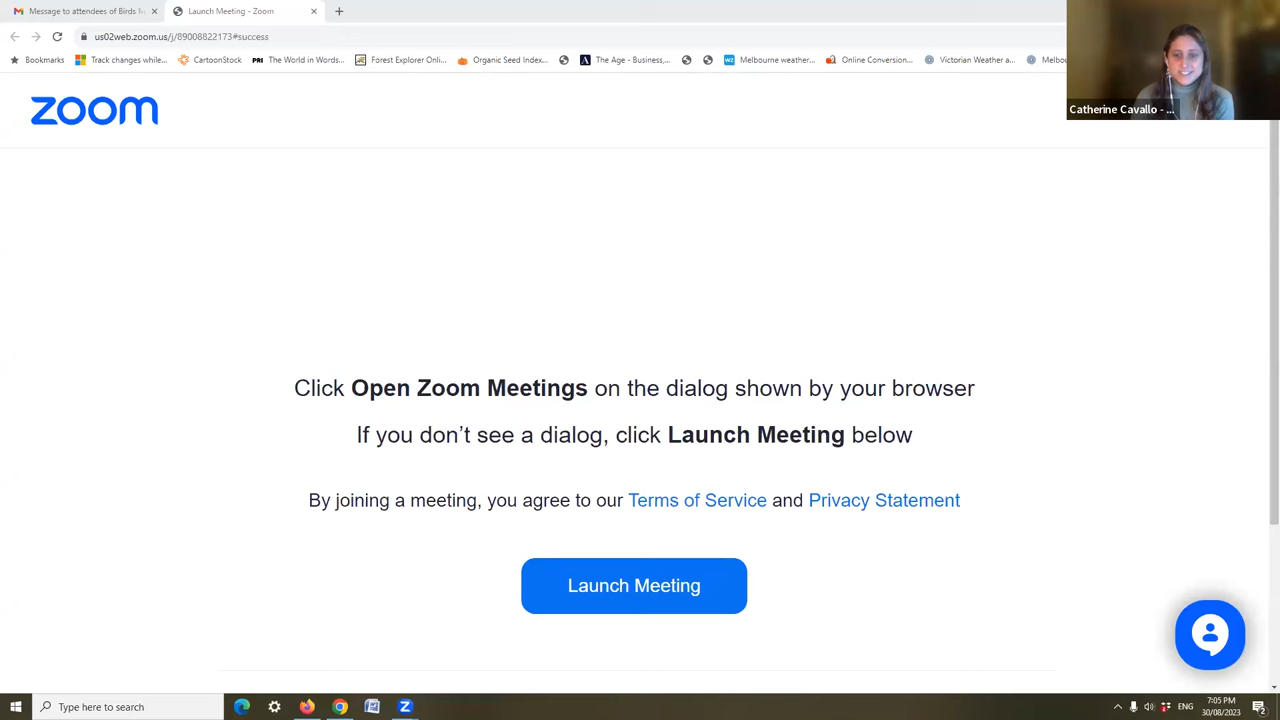 Message to attendees of Birds
Launch Meeting - Zoom
us02web.zoom.us/j/89008822173#success
Bookmarks
Track changes while...
CartoonStock
PRI The World in Words...
Forest Explorer Onli...
Organic Seed Index...
A The Age - Business,...
WZ Melbourne weather...
Online Conversion...
Victorian Weather a...
Melbou
Catherine Cavallo - ...
zoom
Click Open Zoom Meetings on the dialog shown by your browser
If you don’t see a dialog, click Launch Meeting below
By joining a meeting, you agree to our Terms of Service and Privacy Statement
Launch Meeting
Type here to search
ENG
7:05 PM
30/08/2023
2